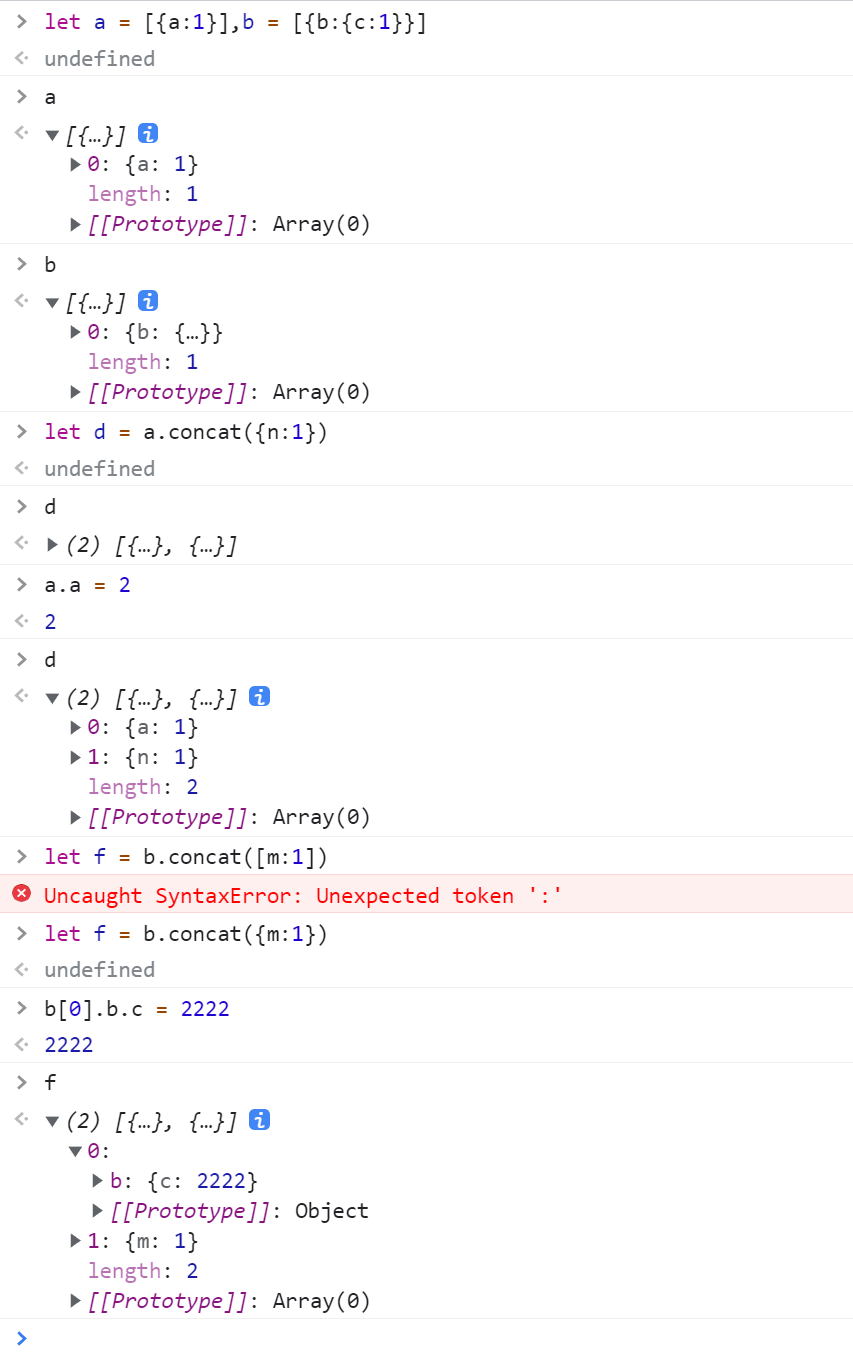 > let a = [{a:1}],b = [{b:{c:1}}]
undefined
> a
[{…}] i
0: {a: 1}
length: 1
[[Prototype]]: Array(0)
> b
[{…}] i
0: {b: {…}}
length: 1
[[Prototype]]: Array(0)
> let d = a.concat({n:1})
undefined
> d
(2) [{…}, {…}]
> a.a = 2
2
> d
(2) [{…}, {…}] i
0: {a: 1}
1: {n: 1}
length: 2
[[Prototype]]: Array(0)
> let f = b.concat([m:1])
Uncaught SyntaxError: Unexpected token ':'
> let f = b.concat({m:1})
undefined
> b[0].b.c = 2222
2222
> f
(2) [{…}, {…}] i
0:
b: {c: 2222}
[[Prototype]]: Object
1: {m: 1}
length: 2
[[Prototype]]: Array(0)
>